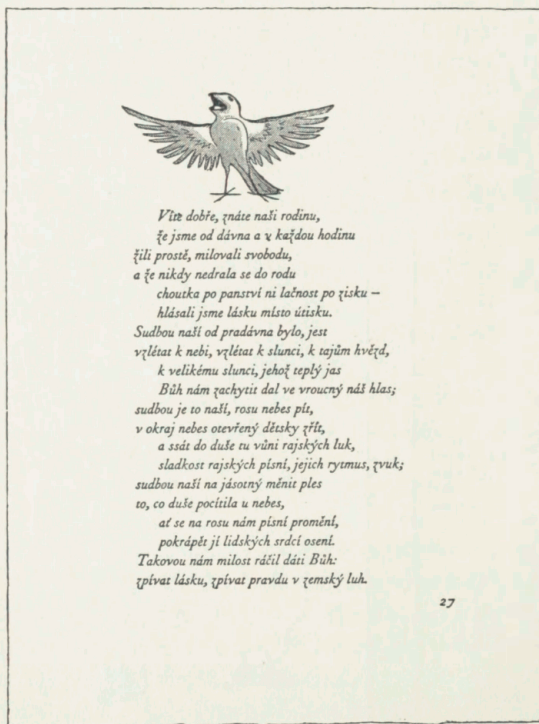 Víte dobře, znáte naši rodinu,
že jsme od dávna a v každou hodinu
žili prostě, milovali svobodu,
a že nikdy nedrala se do rodu
choutka po panství ni lačnost po zisku —
hlásali jsme lásku místo útisku.
Sudbou naší od pradávna bylo, jest
vzlétat k nebi, vzlétat k slunci, k tajům hvězd,
k velikému slunci, jehož teplý jas
Bůh nám zachytit dal ve vroucný náš hlas;
sudbou je to naší, rosu nebes pít,
v okraj nebes otevřený dětsky zřít,
a ssát do duše tu vůni rajských luk,
sladkost rajských písní, jejich rytmus, zvuk;
sudbou naší na jásotný měnit ples
to, co duše pocítila u nebes,
ať se na rosu nám písní promění,
pokrápět jí lidských srdcí osení.
Takovou nám milost ráčil dáti Bůh:
zpívat lásku, zpívat pravdu v zemský luh.
27